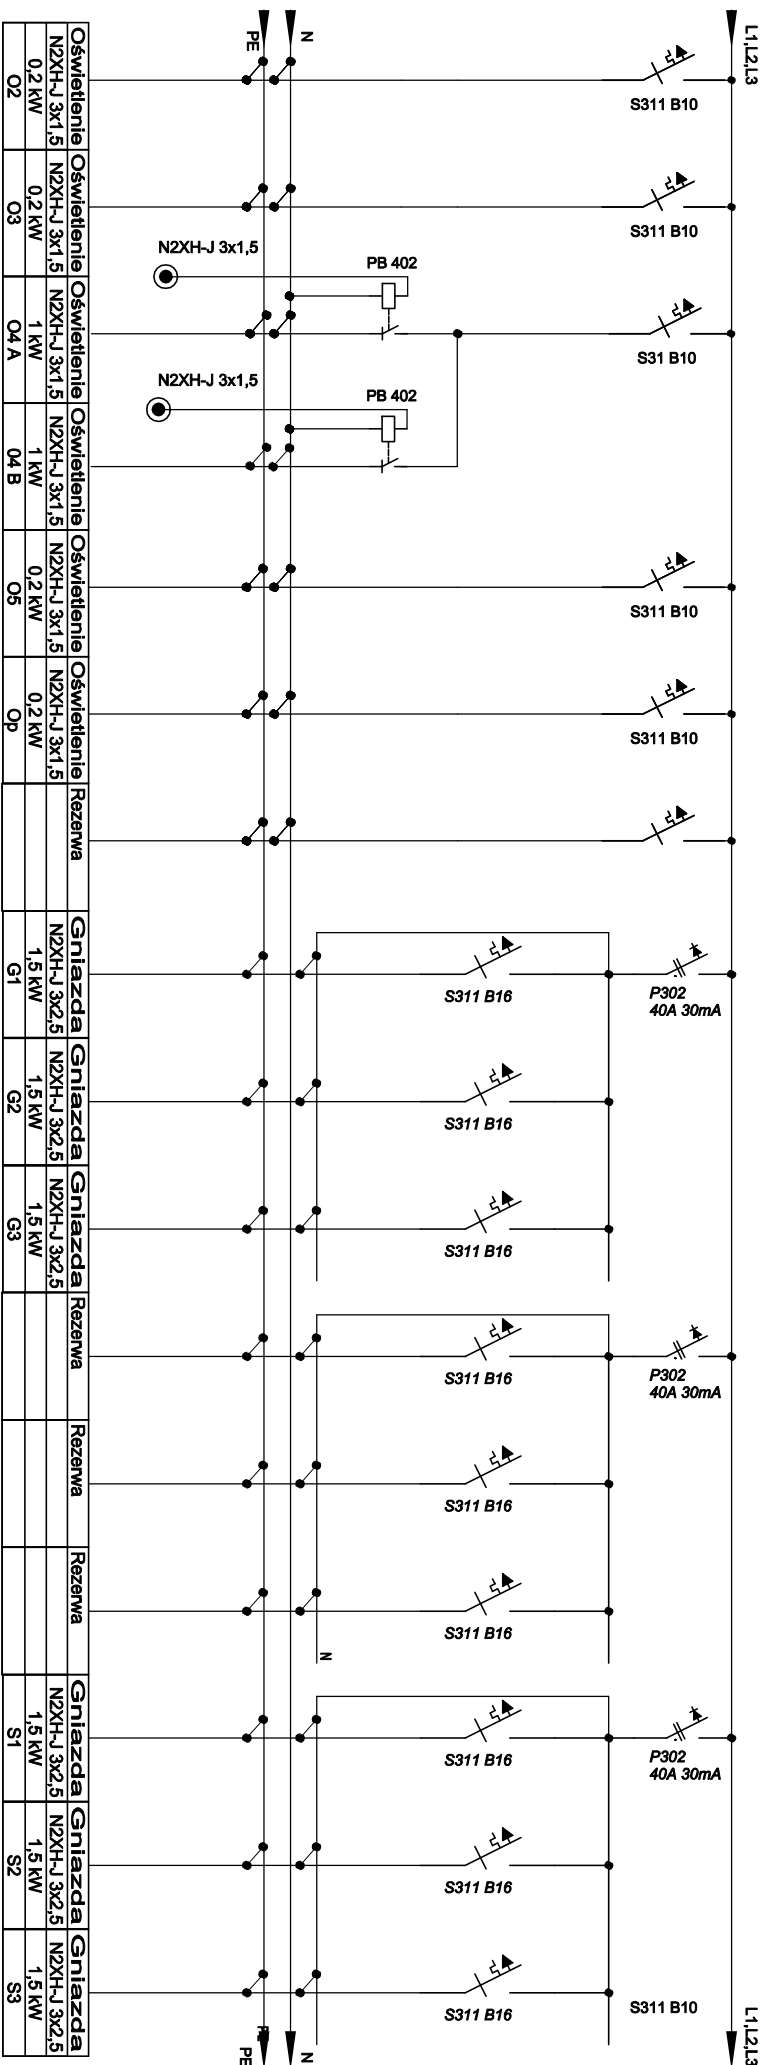 L1,L2,L3
N
PE
S311 B10
Oświetlenie
N2XH-J 3x1,5
0,2 kW
O2
S311 B10
Oświetlenie
N2XH-J 3x1,5
0,2 kW
O3
N2XH-J 3x1,5
PB 402
S31 B10
Oświetlenie
N2XH-J 3x1,5
1 kW
O4 A
N2XH-J 3x1,5
PB 402
Oświetlenie
N2XH-J 3x1,5
1 kW
04 B
S311 B10
Oświetlenie
N2XH-J 3x1,5
0,2 kW
O5
S311 B10
Oświetlenie
N2XH-J 3x1,5
0,2 kW
Op
Rezerwa
P302
40A 30mA
S311 B16
Gniazda
N2XH-J 3x2,5
1,5 kW
G1
S311 B16
Gniazda
N2XH-J 3x2,5
1,5 kW
G2
S311 B16
Gniazda
N2XH-J 3x2,5
1,5 kW
G3
P302
40A 30mA
S311 B16
Rezerwa
S311 B16
Rezerwa
S311 B16
Rezerwa
N
P302
40A 30mA
S311 B16
Gniazda
N2XH-J 3x2,5
1,5 kW
S1
S311 B16
Gniazda
N2XH-J 3x2,5
1,5 kW
S2
S311 B10
S311 B16
Gniazda
N2XH-J 3x2,5
1,5 kW
S3
L1,L2,L3
N
PE
PE